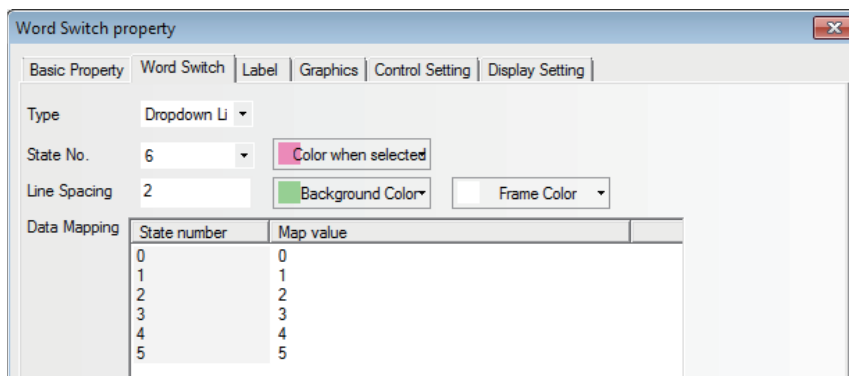 Word Switch property
Basic Property Word Switch Label Graphics Control Setting Display Setting
Type Dropdown Li
State No. 6 Color when selected
Line Spacing 2 Background Color Frame Color
Data Mapping State number Map value
0 0
1 1
2 2
3 3
4 4
5 5